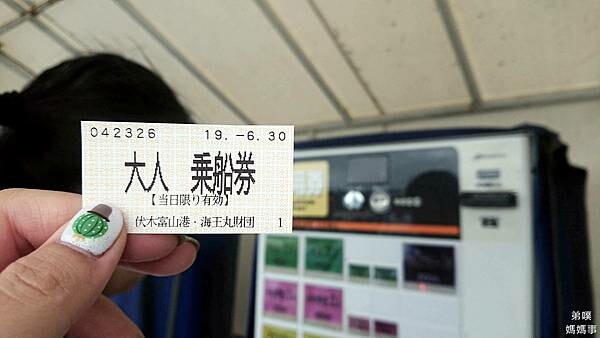 042326 19.-6.30
大人 乗船券
【当日限り有効】
伏木富山港・海王丸財団 1
弟噗
媽媽事